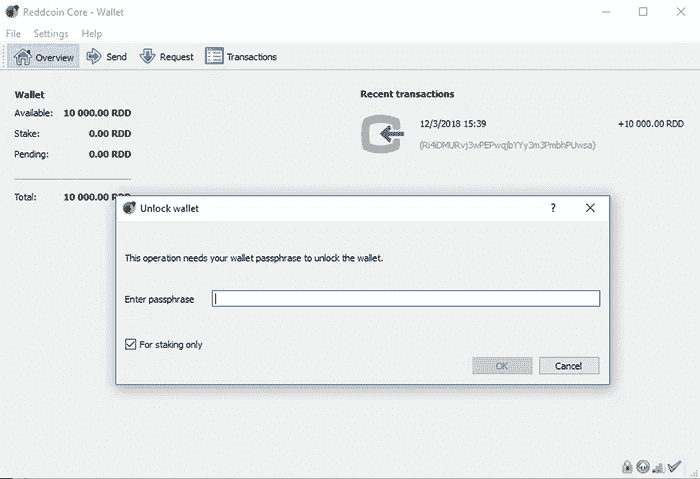 Reddcoin Core - Wallet
File Settings Help
Overview Send Request Transactions
Wallet
Available: 10 000.00 RDD
Stake: 0.00 RDD
Pending: 0.00 RDD
Total: 10 000.00 RDD
Recent transactions
12/3/2018 15:39 +10 000.00 RDD
Unlock wallet
This operation needs your wallet passphrase to unlock the wallet.
Enter passphrase
For staking only
OK Cancel